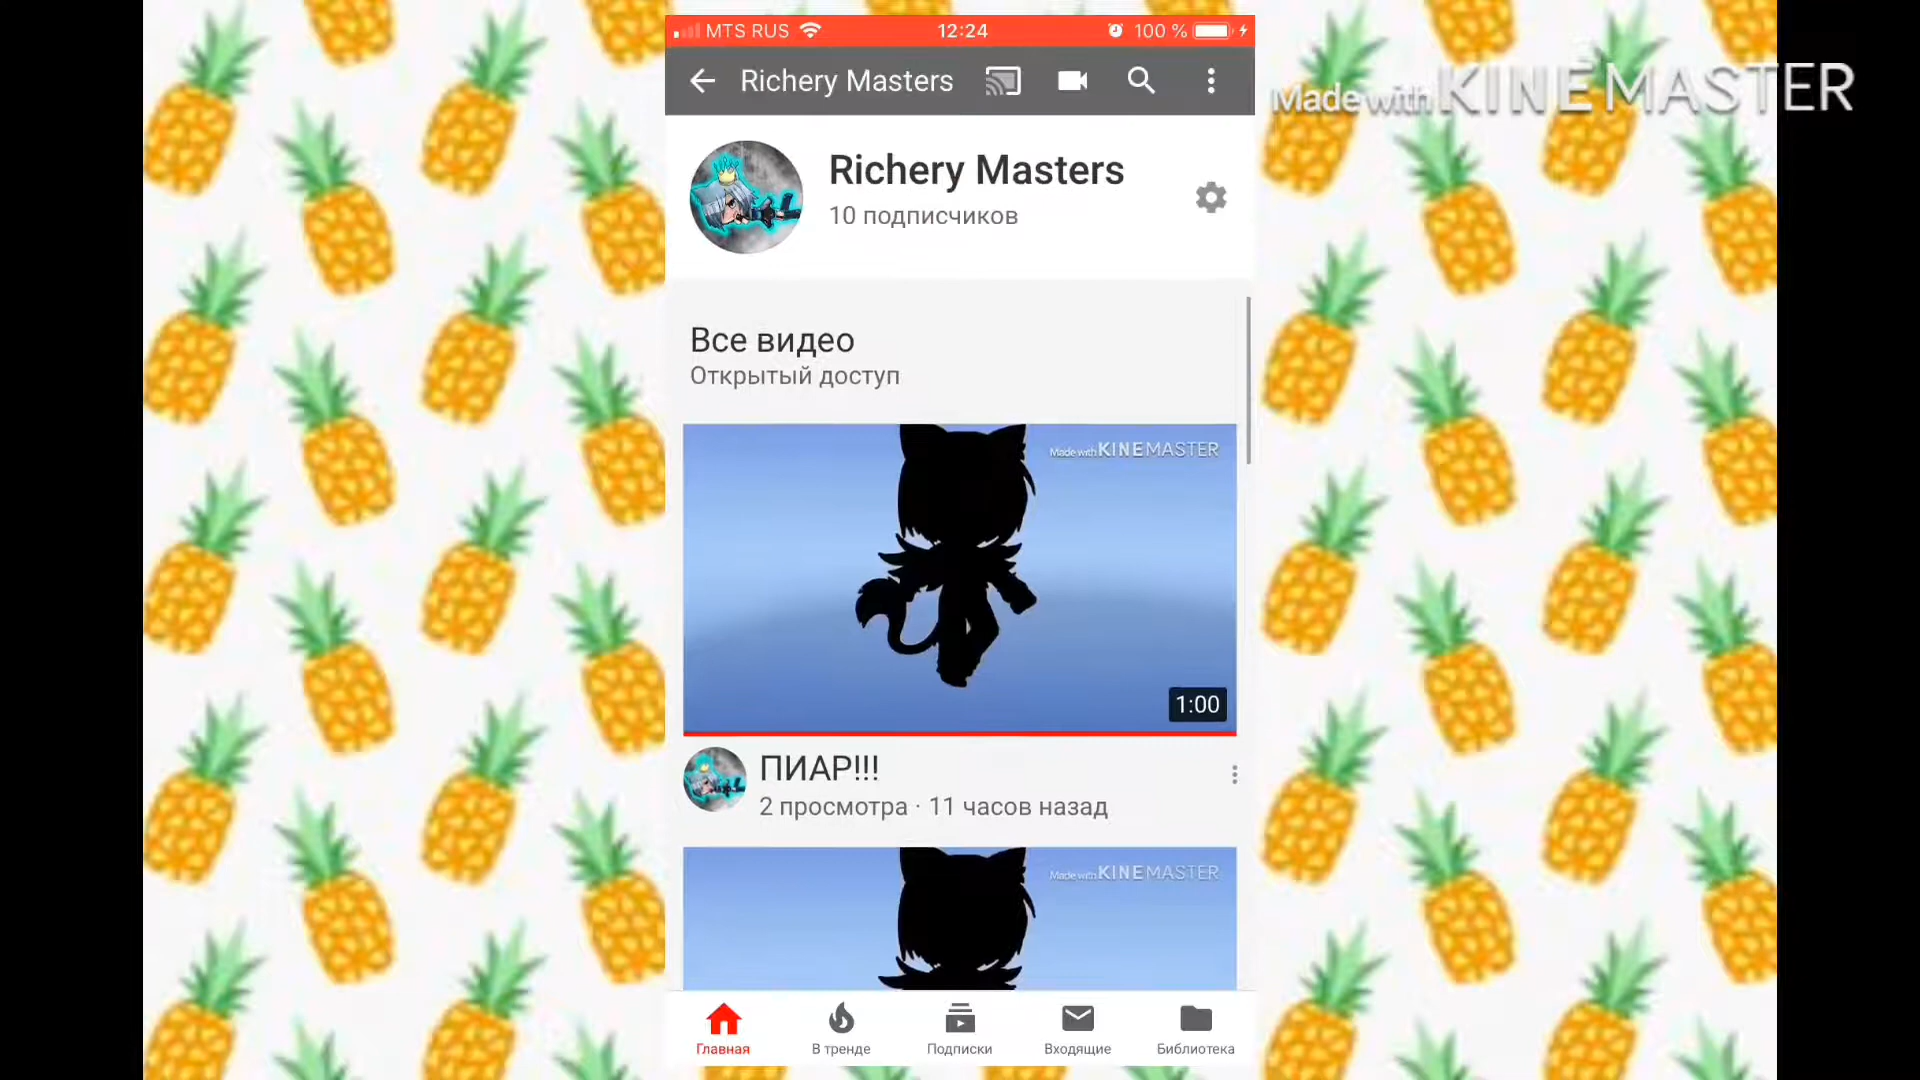 MTS RUS
12:24
100 %
Richery Masters
Made with KINEMASTER
Richery Masters
10 подписчиков
Все видео
Открытый доступ
Made with KINEMASTER
1:00
ПИАР!!!
2 просмотра · 11 часов назад
Made with KINEMASTER
Главная
В тренде
Подписки
Входящие
Библиотека